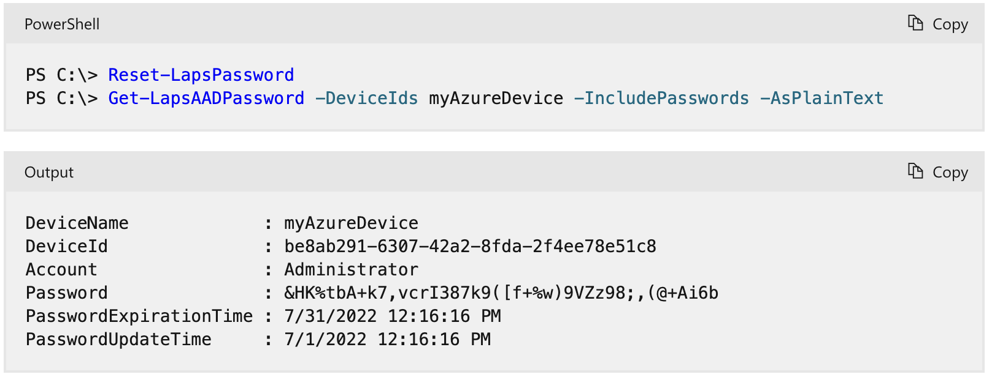 PowerShell
Copy
PS C:\> Reset-LapsPassword
PS C:\> Get-LapsAADPassword -DeviceIds myAzureDevice -IncludePasswords -AsPlainText
Output
Copy
DeviceName             : myAzureDevice
DeviceId               : be8ab291-6307-42a2-8fda-2f4ee78e51c8
Account                : Administrator
Password               : &HK%tbA+k7,vcrI387k9([f+%w)9VZz98;,(@+Ai6b
PasswordExpirationTime : 7/31/2022 12:16:16 PM
PasswordUpdateTime     : 7/1/2022 12:16:16 PM